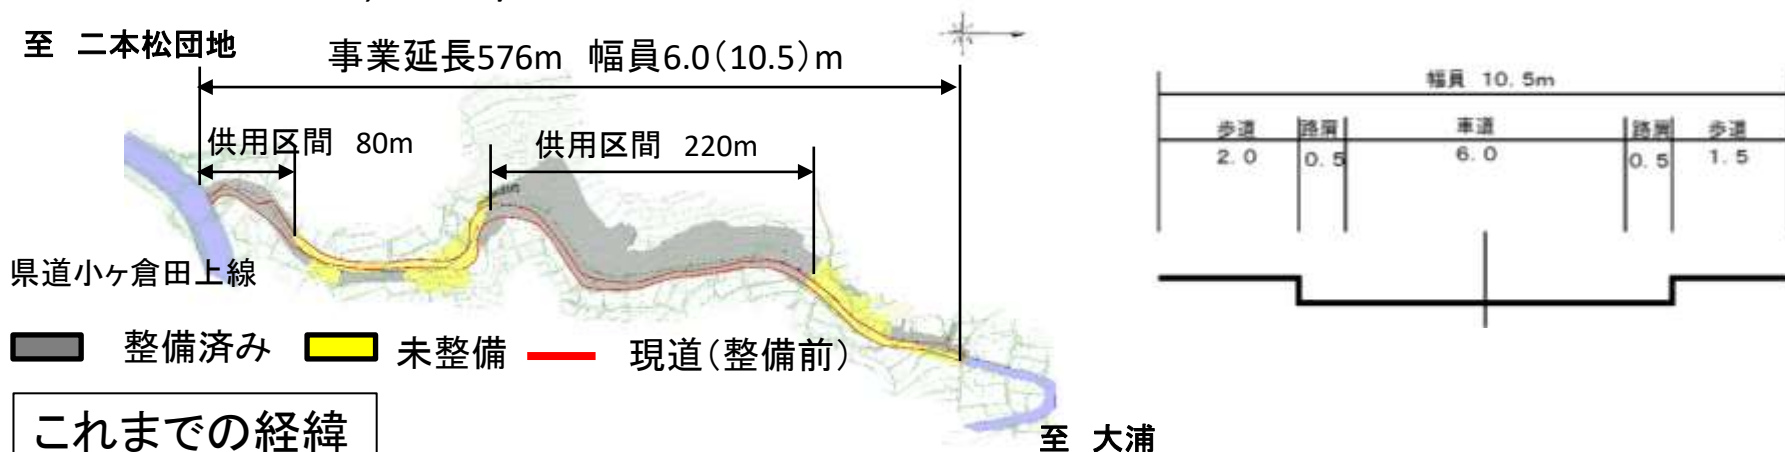 至 二本松団地
事業延長576m 幅員6.0(10.5)m
供用区間 80m
供用区間 220m
県道小ヶ倉田上線
整備済み 未整備 現道(整備前)
これまでの経緯
至 大浦
幅員 10.5m
歩道 路肩 車道 路肩 歩道
2.0 0.5 6.0 0.5 1.5